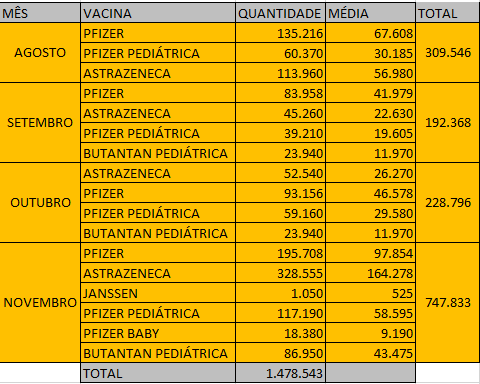 MÊS VACINA QUANTIDADE MÉDIA TOTAL
AGOSTO PFIZER 135.216 67.608 309.546
PFIZER PEDIÁTRICA 60.370 30.185
ASTRAZENECA 113.960 56.980
SETEMBRO PFIZER 83.958 41.979 192.368
ASTRAZENECA 45.260 22.630
PFIZER PEDIÁTRICA 39.210 19.605
BUTANTAN PEDIÁTRICA 23.940 11.970
OUTUBRO ASTRAZENECA 52.540 26.270 228.796
PFIZER 93.156 46.578
PFIZER PEDIÁTRICA 59.160 29.580
BUTANTAN PEDIÁTRICA 23.940 11.970
NOVEMBRO PFIZER 195.708 97.854 747.833
ASTRAZENECA 328.555 164.278
JANSSEN 1.050 525
PFIZER PEDIÁTRICA 117.190 58.595
PFIZER BABY 18.380 9.190
BUTANTAN PEDIÁTRICA 86.950 43.475
TOTAL 1.478.543